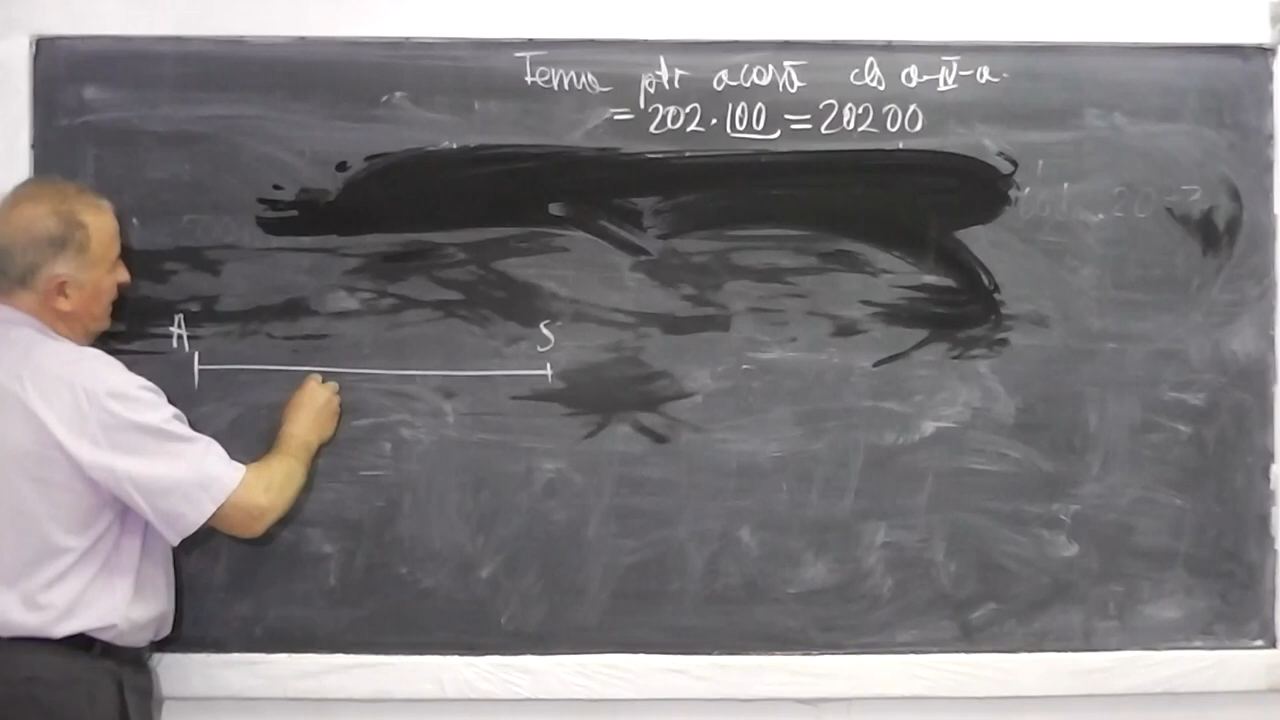 Tema ptr acasă cls a-IV-a.
= 202.100 = 20200
A S